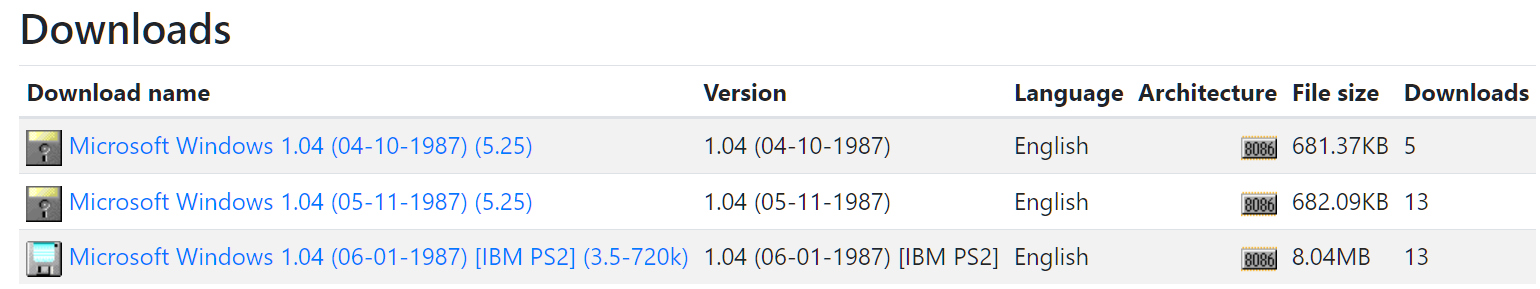 Downloads
Download name Version Language Architecture File size Downloads
Microsoft Windows 1.04 (04-10-1987) (5.25) 1.04 (04-10-1987) English 8086 681.37KB 5
Microsoft Windows 1.04 (05-11-1987) (5.25) 1.04 (05-11-1987) English 8086 682.09KB 13
Microsoft Windows 1.04 (06-01-1987) [IBM PS2] (3.5-720k) 1.04 (06-01-1987) [IBM PS2] English 8086 8.04MB 13